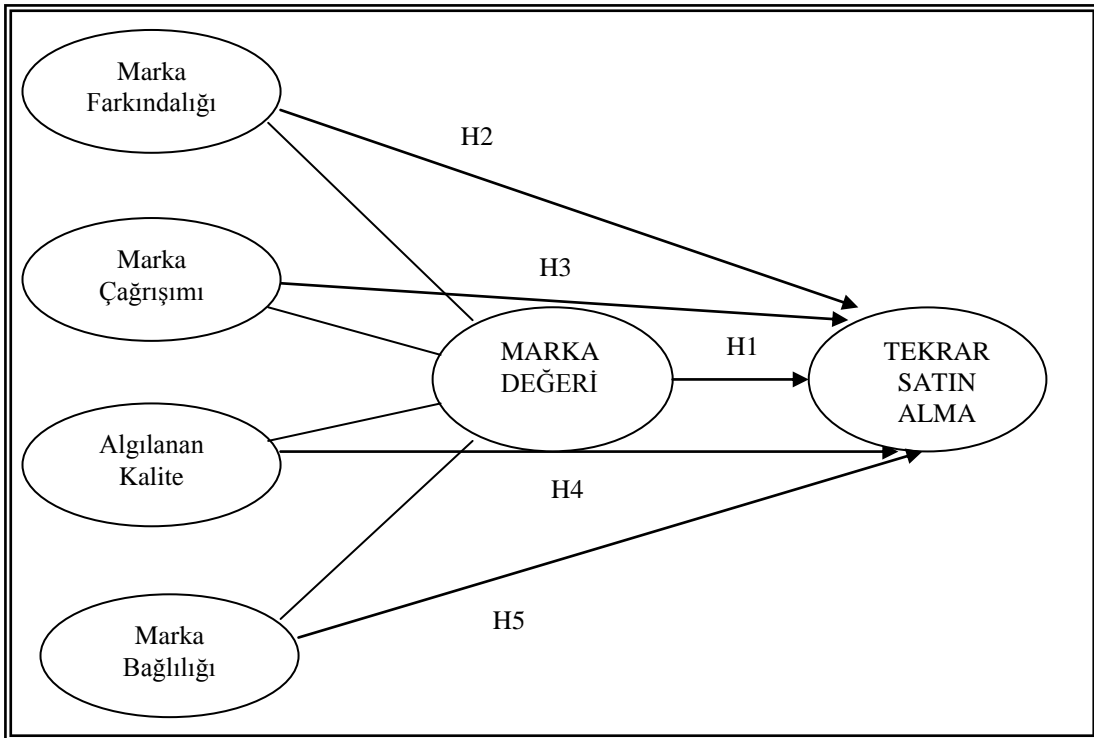 Marka
Farkındalığı
H2
Marka
Çağrışımı
H3
MARKA
DEĞERİ
H1
TEKRAR
SATIN
ALMA
Algılanan
Kalite
H4
Marka
Bağlılığı
H5